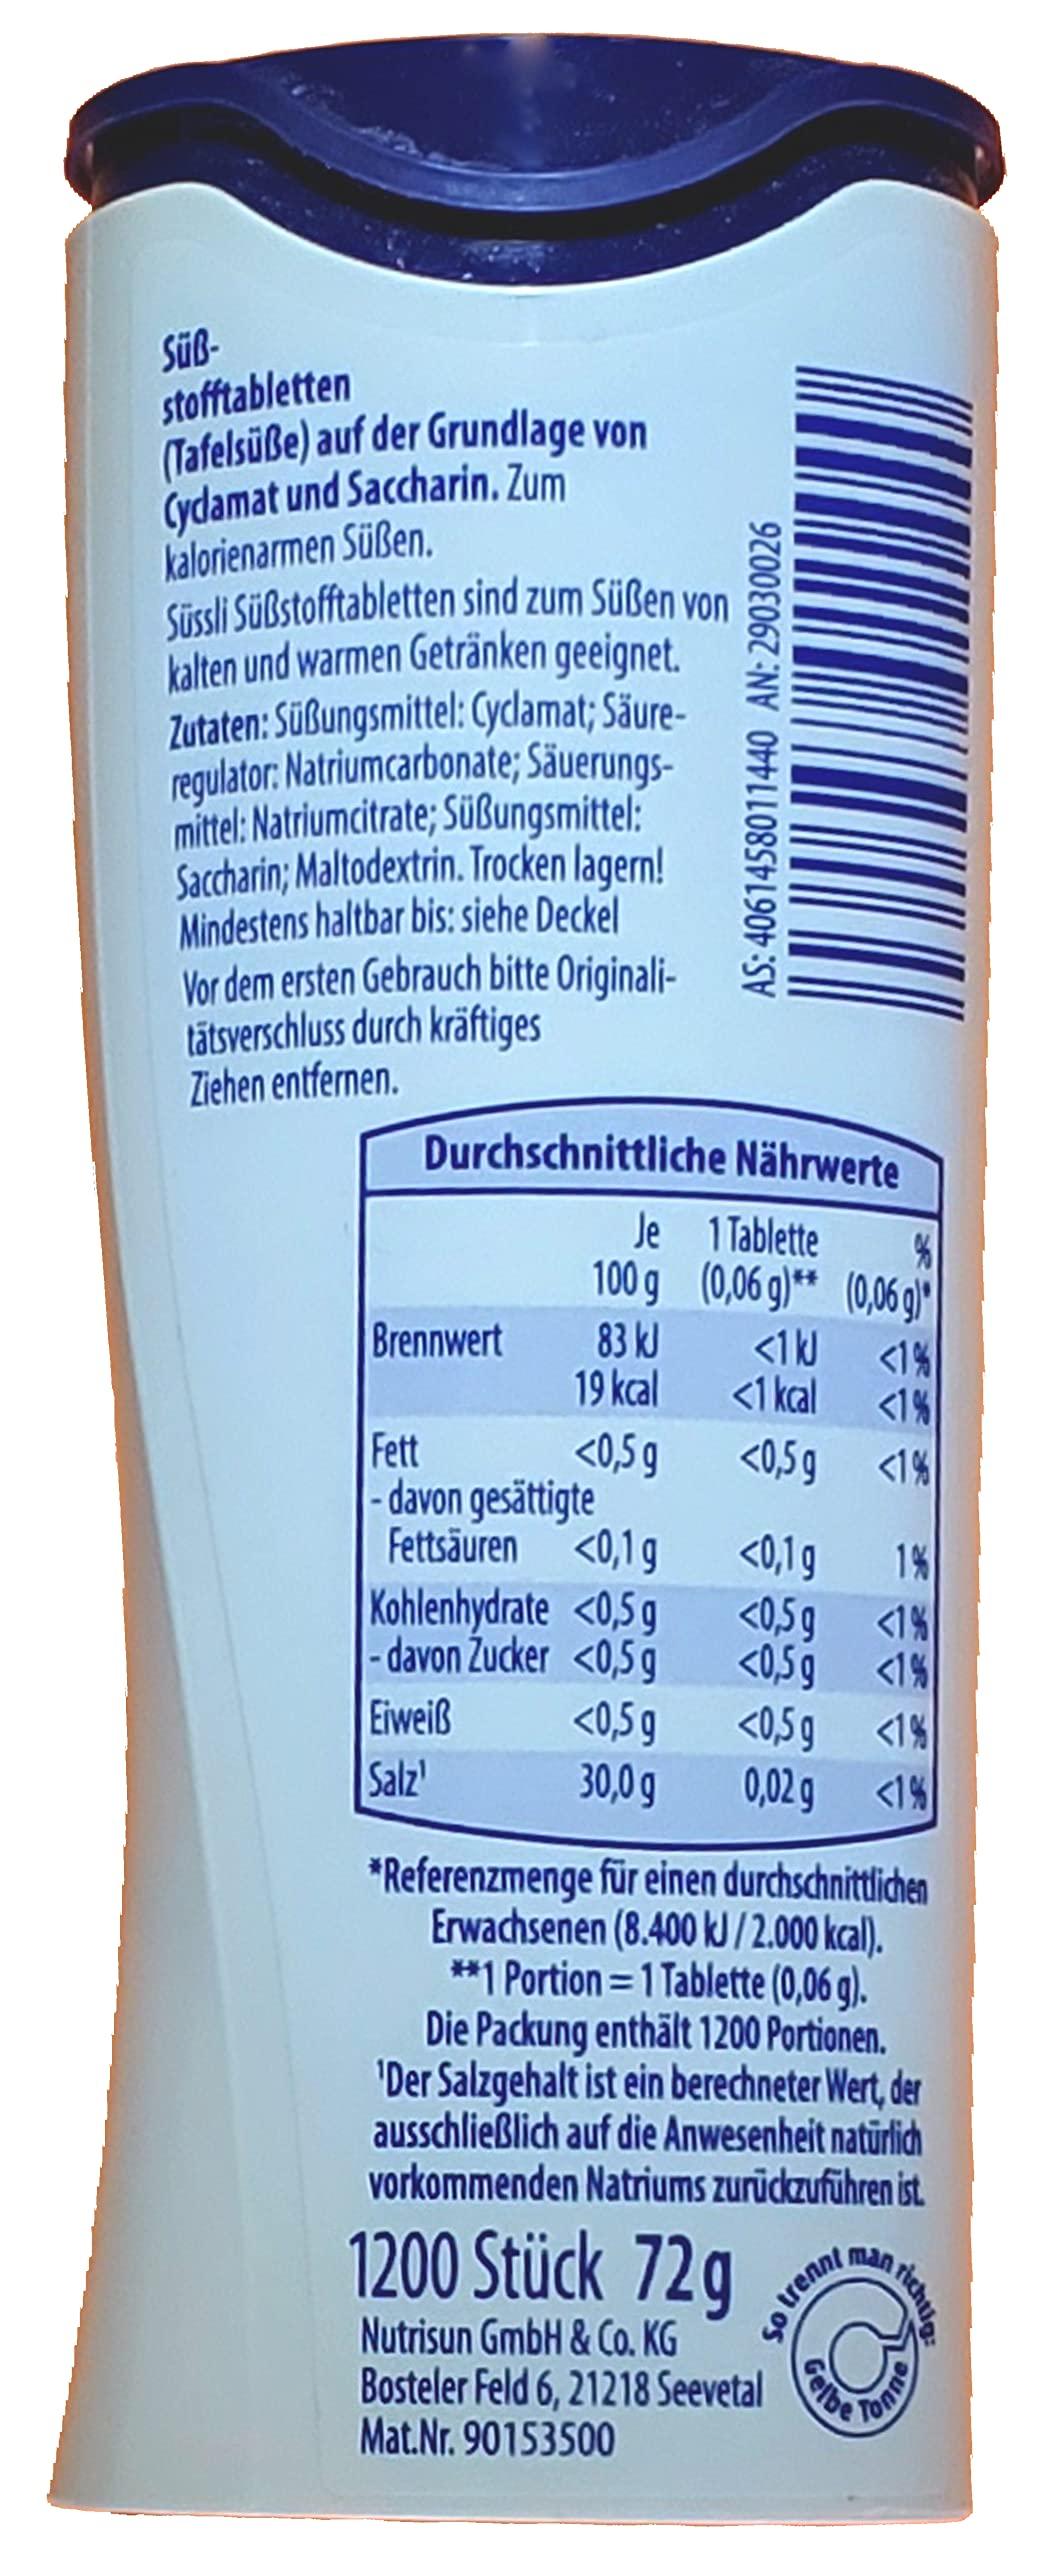 Süß-
stofftabletten
(Tafelsüße) auf der Grundlage von
Cyclamat und Saccharin. Zum
kalorienarmen Süßen.
Süssli Süßstofftabletten sind zum Süßen von
kalten und warmen Getränken geeignet.
Zutaten: Süßungsmittel: Cyclamat; Säure-
regulator: Natriumcarbonate; Säuerungs-
mittel: Natriumcitrate; Süßungsmittel:
Saccharin; Maltodextrin. Trocken lagern!
Mindestens haltbar bis: siehe Deckel
Vor dem ersten Gebrauch bitte Originali-
tätsverschluss durch kräftiges
Ziehen entfernen.
AS: 4061458011440 AN: 29030026
Durchschnittliche Nährwerte
Je 1 Tablette %
100 g (0,06 g)** (0,06 g)*
Brennwert 83 kJ <1 kJ <1%
19 kcal <1 kcal <1%
Fett <0,5 g <0,5 g <1%
- davon gesättigte
Fettsäuren <0,1 g <0,1 g 1%
Kohlenhydrate <0,5 g <0,5 g <1%
- davon Zucker <0,5 g <0,5 g <1%
Eiweiß <0,5 g <0,5 g <1%
Salz¹ 30,0 g 0,02 g <1%
*Referenzmenge für einen durchschnittlichen
Erwachsenen (8.400 kJ / 2.000 kcal).
**1 Portion = 1 Tablette (0,06 g).
Die Packung enthält 1200 Portionen.
¹Der Salzgehalt ist ein berechneter Wert, der
ausschließlich auf die Anwesenheit natürlich
vorkommenden Natriums zurückzuführen ist.
1200 Stück 72 g
Nutrisun GmbH & Co. KG
Bosteler Feld 6, 21218 Seevetal
Mat.Nr. 90153500
So trennt man richtig:
Gelbe Tonne